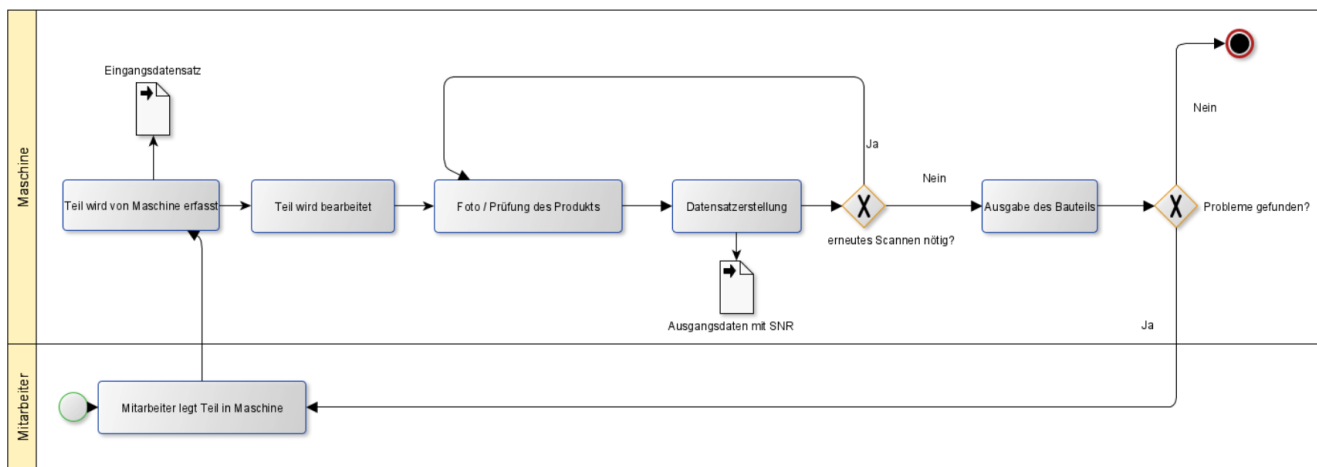 Maschine
Eingangsdatensatz
Teil wird von Maschine erfasst
Teil wird bearbeitet
Foto / Prüfung des Produkts
Datensatzerstellung
Ja
erneutes Scannen nötig?
Nein
Ausgabe des Bauteils
Nein
Probleme gefunden?
Ausgangsdaten mit SNR
Ja
Mitarbeiter
Mitarbeiter legt Teil in Maschine